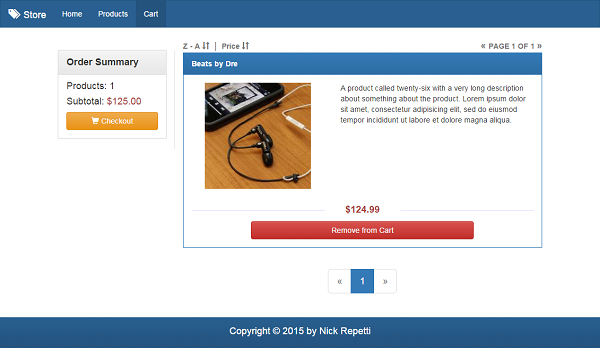 Store Home Products Cart
Z - A | Price « PAGE 1 OF 1 »
Order Summary
Products: 1
Subtotal: $125.00
Checkout
Beats by Dre
A product called twenty-six with a very long description
about something about the product. Lorem ipsum dolor
sit amet, consectetur adipisicing elit, sed do eiusmod
tempor incididunt ut labore et dolore magna aliqua.
$124.99
Remove from Cart
« 1 »
Copyright © 2015 by Nick Repetti